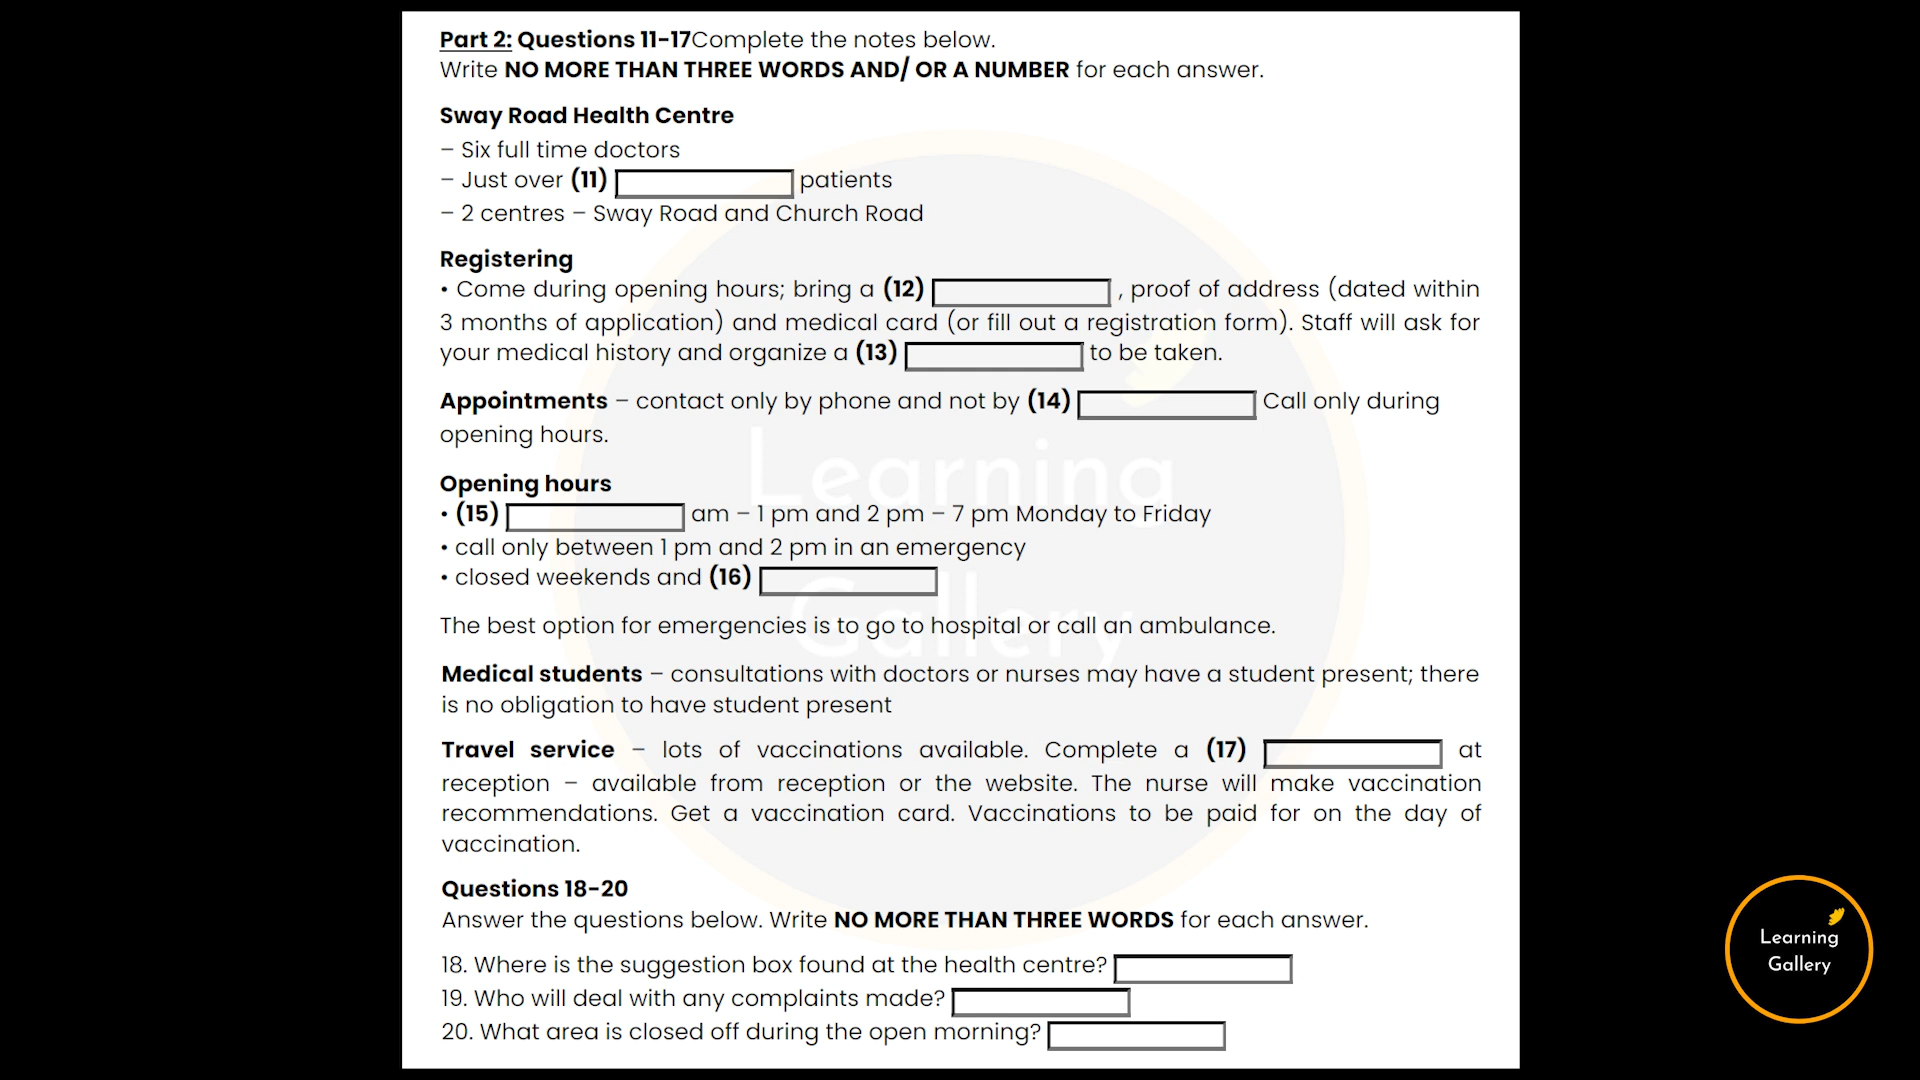 Part 2: Questions 11-17Complete the notes below.
Write NO MORE THAN THREE WORDS AND/ OR A NUMBER for each answer.
Sway Road Health Centre
– Six full time doctors
– Just over (11) patients
– 2 centres – Sway Road and Church Road
Registering
• Come during opening hours; bring a (12) , proof of address (dated within
3 months of application) and medical card (or fill out a registration form). Staff will ask for
your medical history and organize a (13) to be taken.
Appointments – contact only by phone and not by (14) Call only during
opening hours.
Opening hours
• (15) am – 1 pm and 2 pm – 7 pm Monday to Friday
• call only between 1 pm and 2 pm in an emergency
• closed weekends and (16)
The best option for emergencies is to go to hospital or call an ambulance.
Medical students – consultations with doctors or nurses may have a student present; there
is no obligation to have student present
Travel service – lots of vaccinations available. Complete a (17) at
reception – available from reception or the website. The nurse will make vaccination
recommendations. Get a vaccination card. Vaccinations to be paid for on the day of
vaccination.
Questions 18-20
Answer the questions below. Write NO MORE THAN THREE WORDS for each answer.
18. Where is the suggestion box found at the health centre?
19. Who will deal with any complaints made?
20. What area is closed off during the open morning?
Learning
Gallery
Learning
Gallery